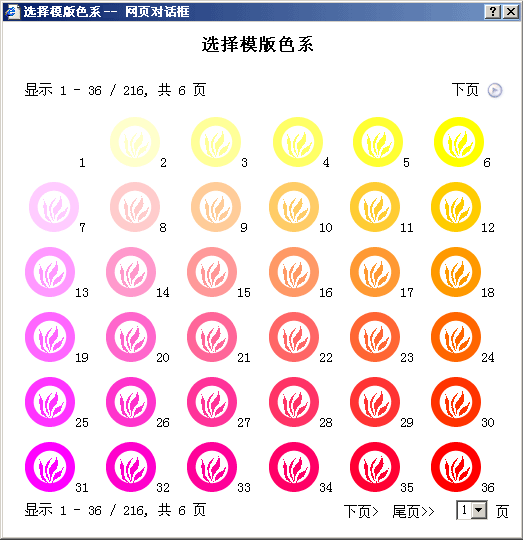 选择模版色系 -- 网页对话框
选择模版色系
显示 1 - 36 / 216, 共 6 页 下页
1 2 3 4 5 6
7 8 9 10 11 12
13 14 15 16 17 18
19 20 21 22 23 24
25 26 27 28 29 30
31 32 33 34 35 36
显示 1 - 36 / 216, 共 6 页 下页> 尾页>> 1 页